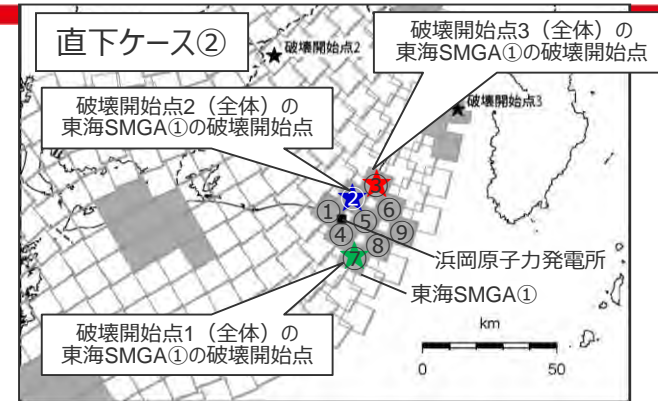 直下ケース②
★破壊開始点2
破壊開始点3（全体）の
東海SMGA①の破壊開始点
破壊開始点2（全体）の
東海SMGA①の破壊開始点
★破壊開始点3
3
2
①
⑥
⑤
④
⑨
⑧
7
浜岡原子力発電所
東海SMGA①
破壊開始点1（全体）の
東海SMGA①の破壊開始点
km
0
50